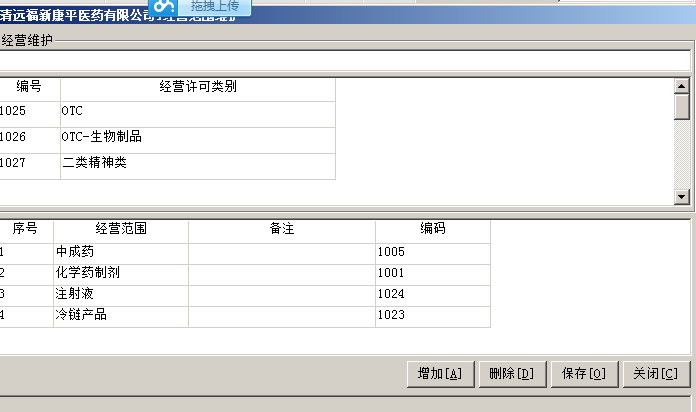 拖拽上传
清远福新康平医药有限公司
经营维护
编号 经营许可类别
1025 OTC
1026 OTC-生物制品
1027 二类精神类
序号 经营范围 备注 编码
1 中成药 1005
2 化学药制剂 1001
3 注射液 1024
4 冷链产品 1023
增加[A] 删除[D] 保存[O] 关闭[C]